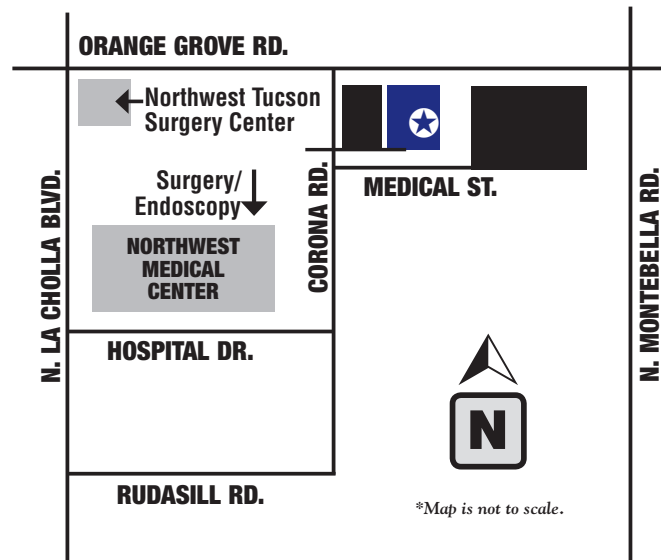 ORANGE GROVE RD.
Northwest Tucson
Surgery Center
N. LA CHOLLA BLVD.
Surgery/
Endoscopy
CORONA RD.
MEDICAL ST.
N. MONTEBELLA RD.
NORTHWEST
MEDICAL
CENTER
HOSPITAL DR.
N
RUDASILL RD.
*Map is not to scale.